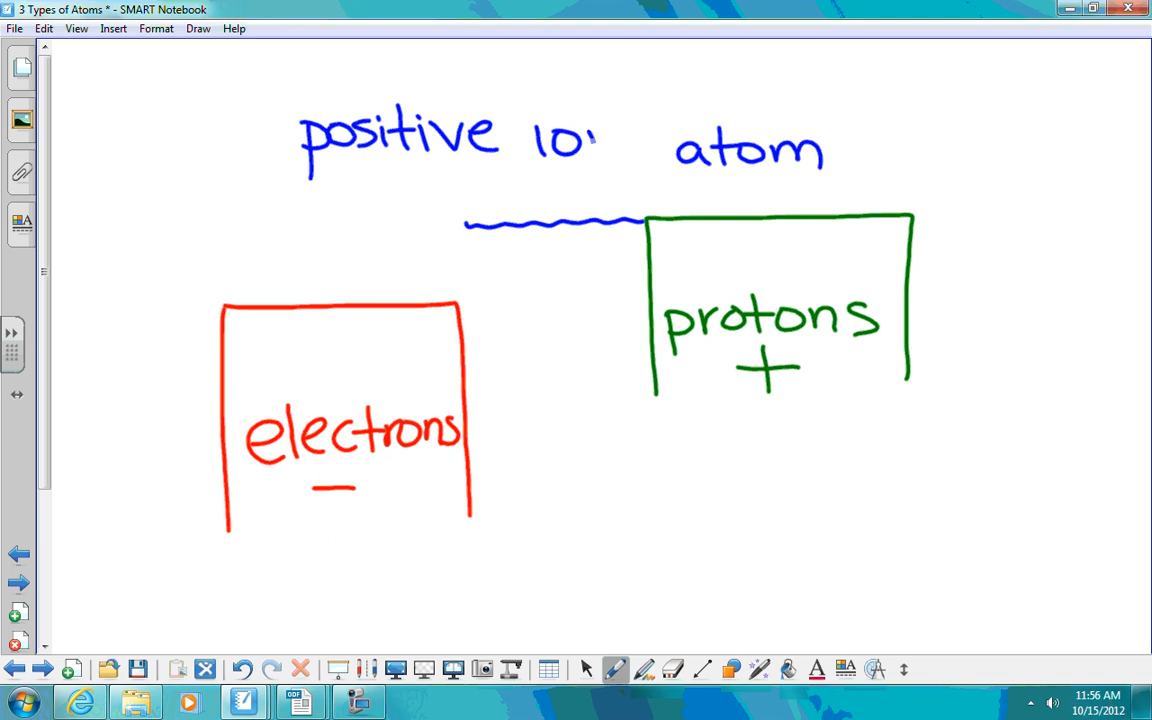 3 Types of Atoms * - SMART Notebook
File Edit View Insert Format Draw Help
positive io atom
protons
+
electrons
−
11:56 AM
10/15/2012